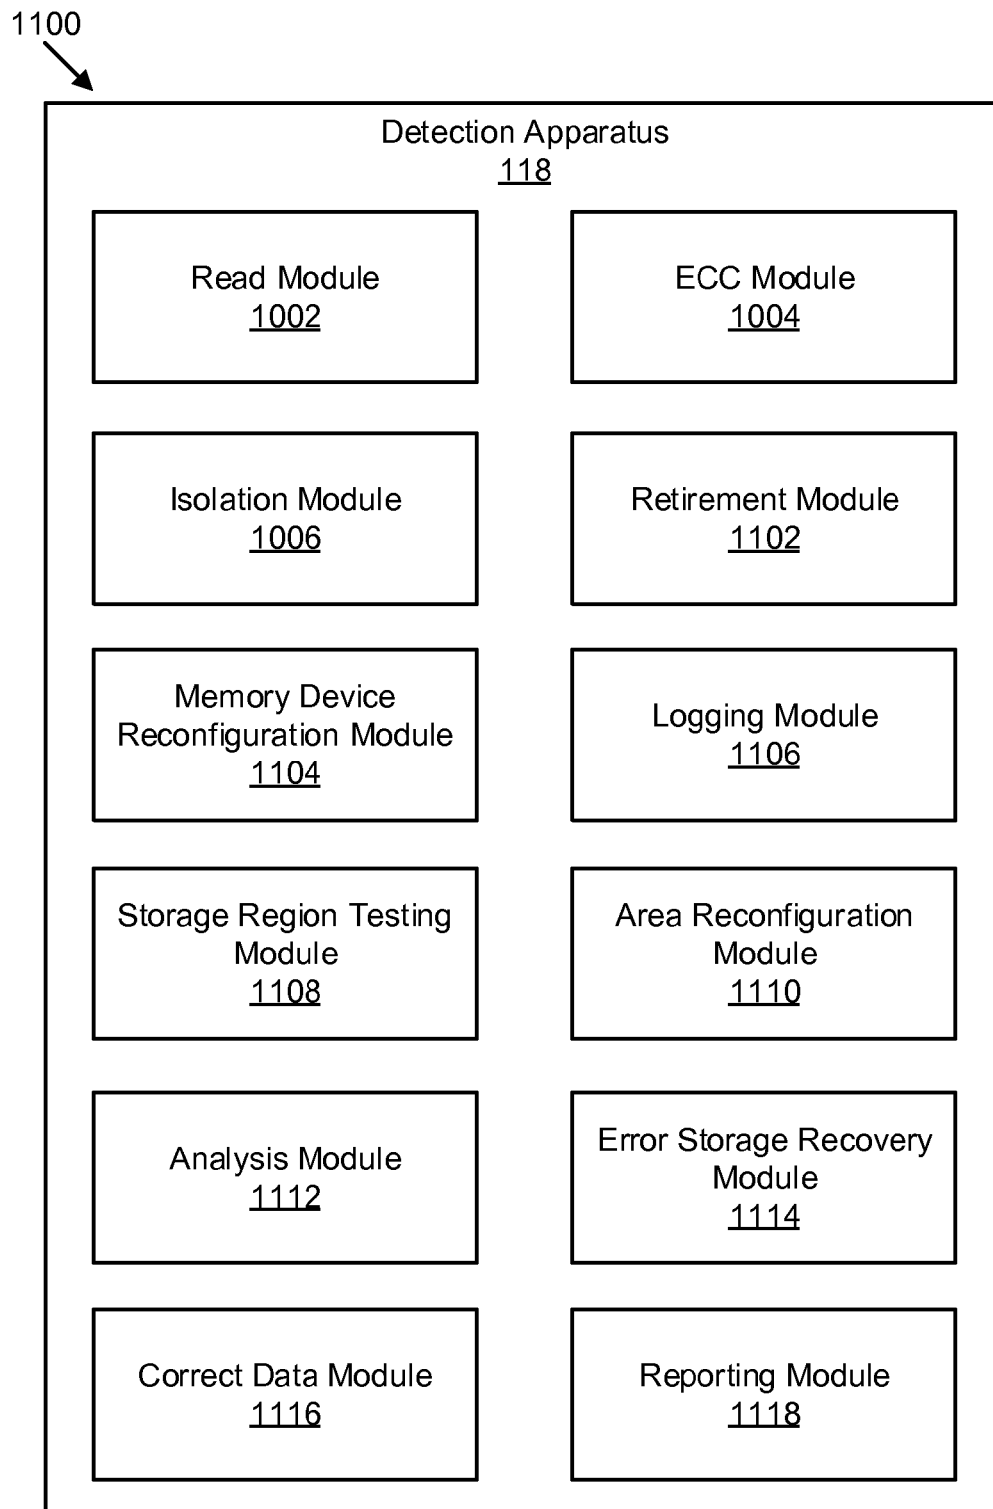 1100
Detection Apparatus
118
Read Module
1002
ECC Module
1004
Isolation Module
1006
Retirement Module
1102
Memory Device
Reconfiguration Module
1104
Logging Module
1106
Storage Region Testing
Module
1108
Area Reconfiguration
Module
1110
Analysis Module
1112
Error Storage Recovery
Module
1114
Correct Data Module
1116
Reporting Module
1118